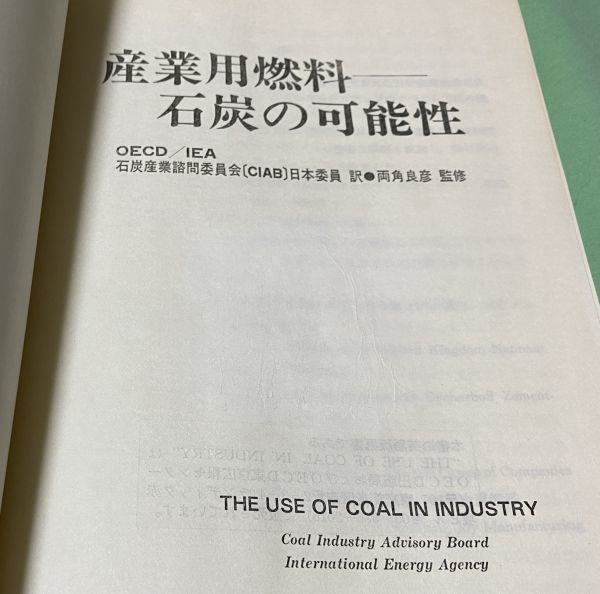 産業用燃料——
石炭の可能性
OECD／IEA
石炭産業諮問委員会〔CIAB〕日本委員 訳●両角良彦 監修
THE USE OF COAL IN INDUSTRY
Coal Industry Advisory Board
International Energy Agency